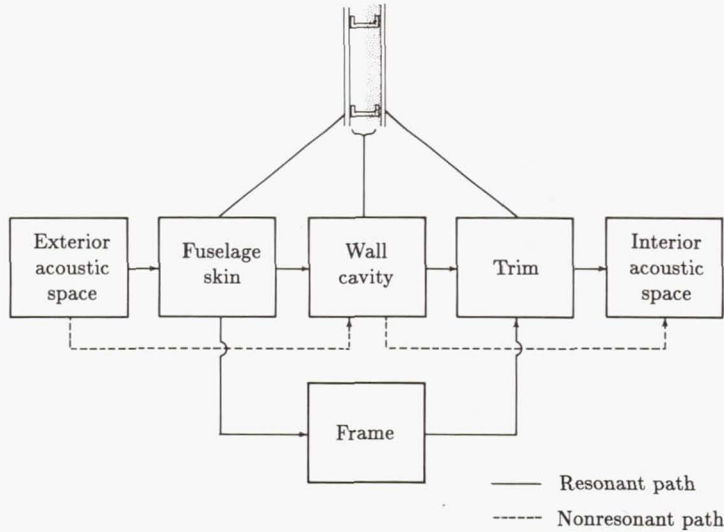 Exterior
acoustic
space
Fuselage
skin
Wall
cavity
Trim
Interior
acoustic
space
Frame
Resonant path
Nonresonant path